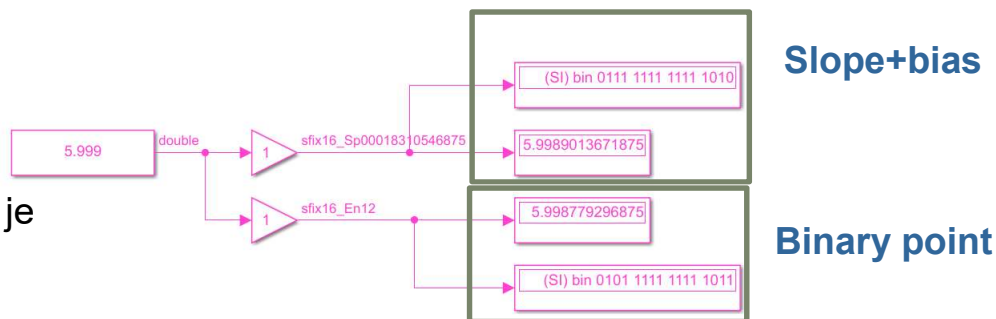 Slope+bias
(SI) bin 0111 1111 1111 1010
5.999
double
1
sfix16_Sp00018310546875
5.9989013671875
je
1
sfix16_En12
5.998779296875
Binary point
(SI) bin 0101 1111 1111 1011